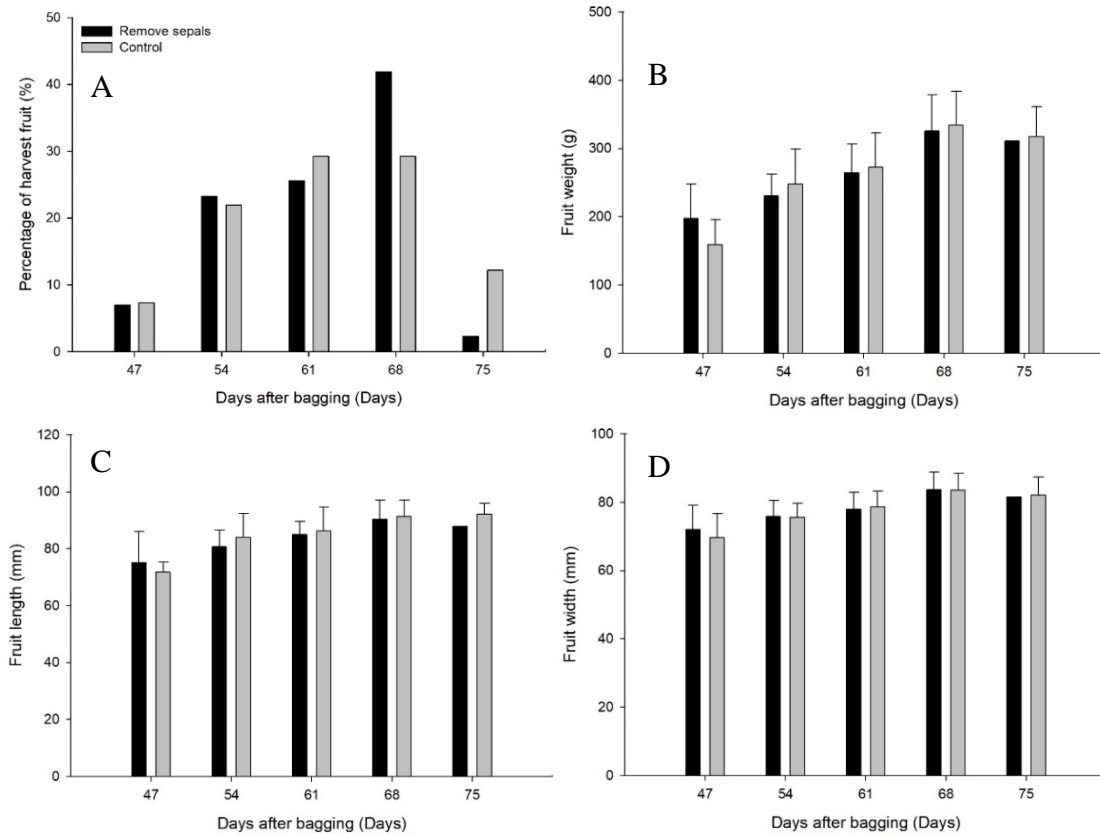 A
Remove sepals
Control
Percentage of harvest fruit (%)
50
40
30
20
10
0
47 54 61 68 75
Days after bagging (Days)
B
Fruit weight (g)
500
400
300
200
100
0
47 54 61 68 75
Days after bagging (Days)
C
Fruit length (mm)
120
100
80
60
40
20
0
47 54 61 68 75
Days after bagging (Days)
D
Fruit width (mm)
100
80
60
40
20
0
47 54 61 68 75
Days after bagging (Days)